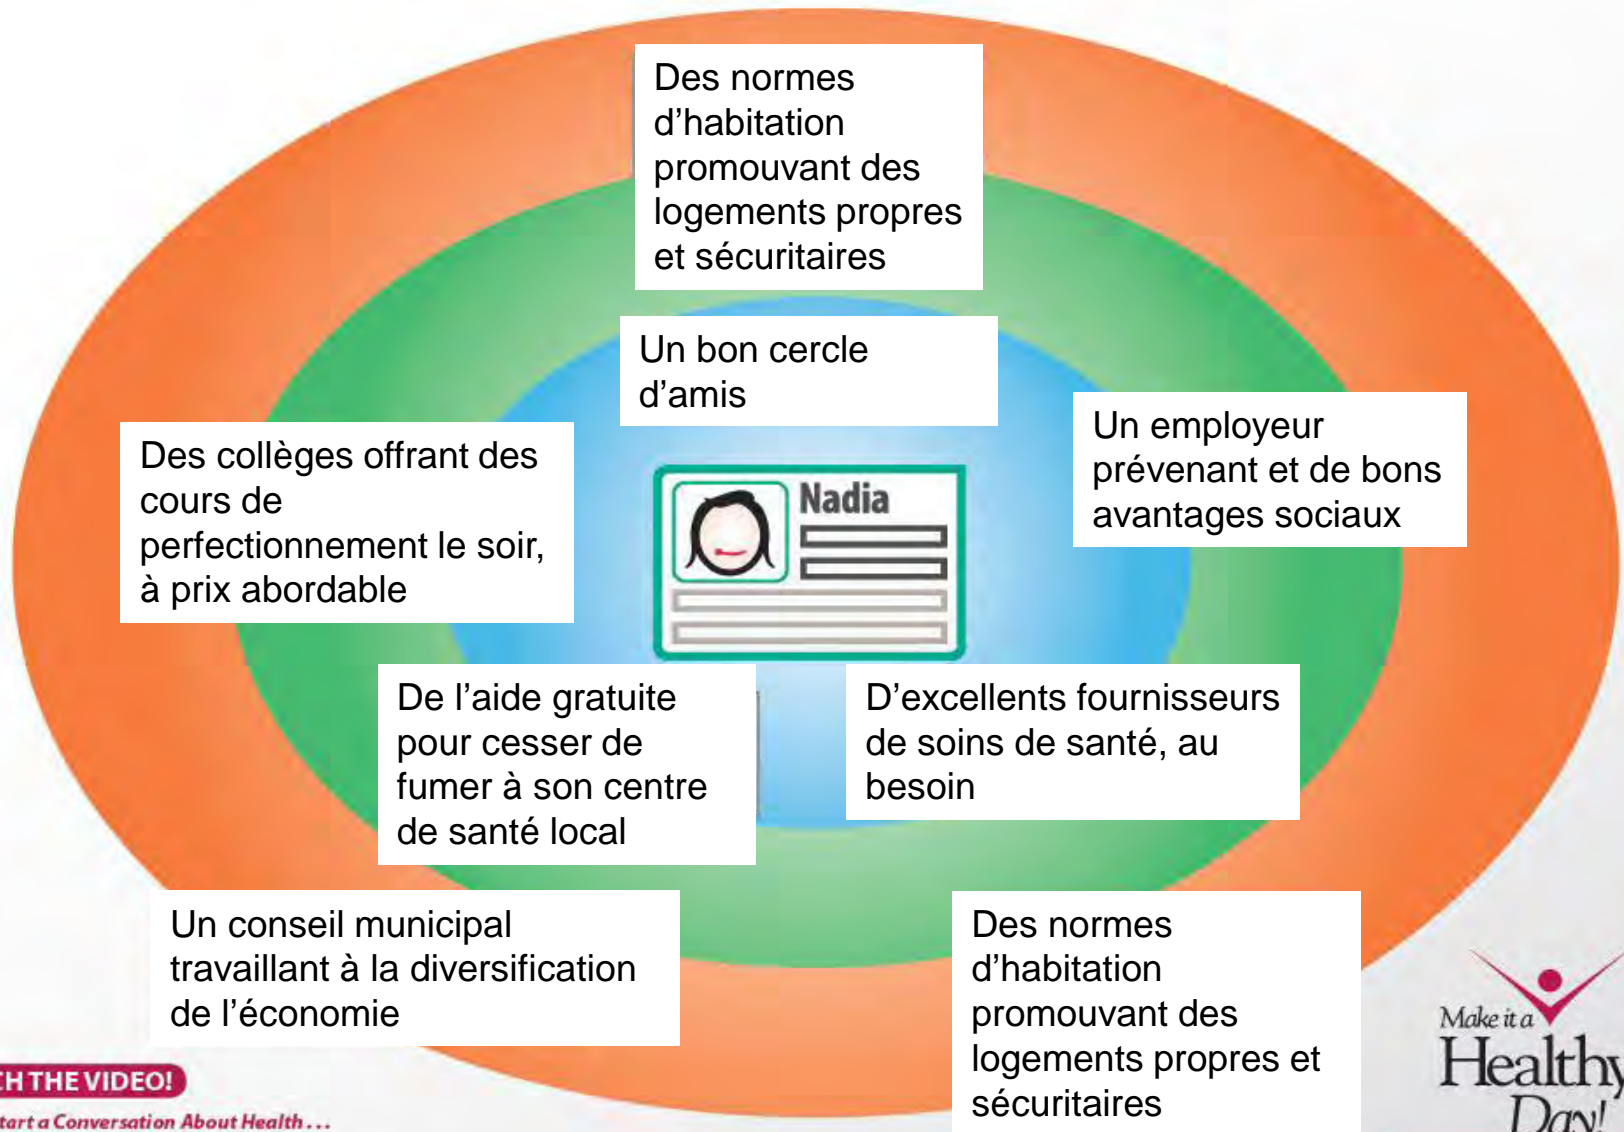 Des normes
d'habitation
promouvant des
logements propres
et sécuritaires
Un bon cercle
d'amis
Des collèges offrant des
cours de
perfectionnement le soir,
à prix abordable
Un employeur
prévenant et de bons
avantages sociaux
Nadia
De l'aide gratuite
pour cesser de
fumer à son centre
de santé local
D'excellents fournisseurs
de soins de santé, au
besoin
Un conseil municipal
travaillant à la diversification
de l'économie
Des normes
d'habitation
promouvant des
logements propres et
sécuritaires
CH THE VIDEO!
tart a Conversation About Health...
Make it a
Healthy
Day!